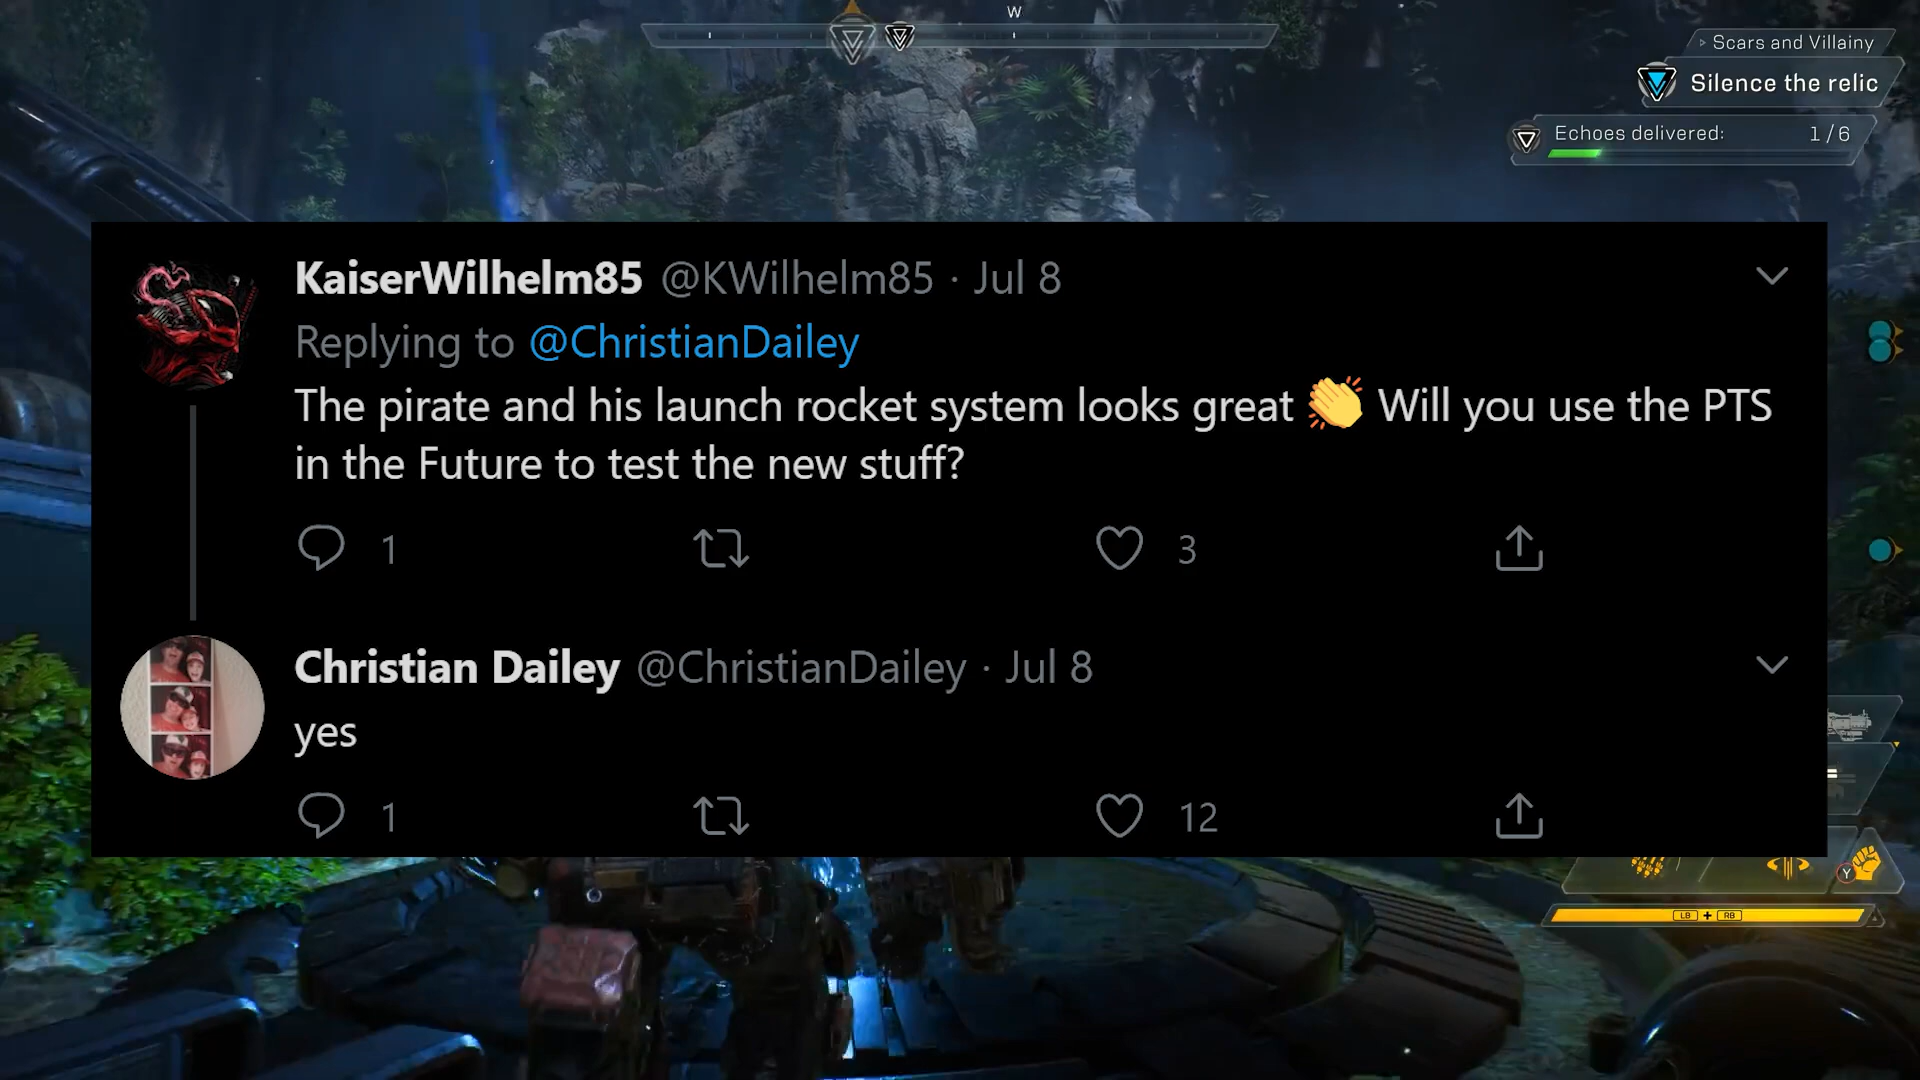 W
Scars and Villainy
Silence the relic
Echoes delivered: 1 / 6
KaiserWilhelm85 @KWilhelm85 · Jul 8
Replying to @ChristianDailey
The pirate and his launch rocket system looks great 👏 Will you use the PTS
in the Future to test the new stuff?
1 3
Christian Dailey @ChristianDailey · Jul 8
yes
1 12
Y
LB + RB